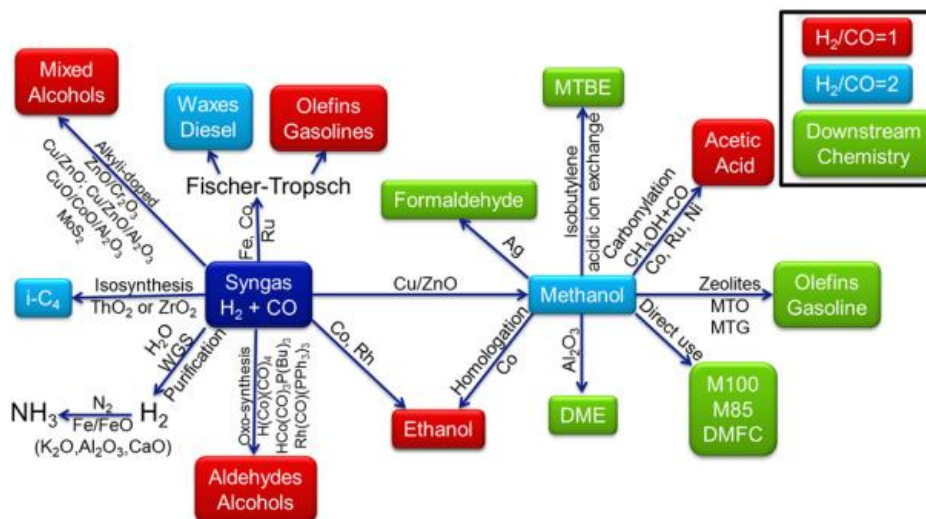 H₂/CO=1
H₂/CO=2
Downstream
Chemistry
Mixed
Alcohols
Waxes
Diesel
Olefins
Gasolines
MTBE
Acetic
Acid
Alkyli-doped
ZnO/Cr₂O₃
Cu/ZnO; Cu/ZnO/Al₂O₃
CuO/CoO/Al₂O₃
MoS₂
Fischer-Tropsch
Fe, Co
Ru
Formaldehyde
Ag
Isobutylene
acidic ion exchange
Carbonylation
CH₃OH+CO
Co, Ru, Ni
i-C₄
Isosynthesis
ThO₂ or ZrO₂
Syngas
H₂ + CO
Cu/ZnO
Methanol
Zeolites
MTO
MTG
Olefins
Gasoline
H₂O
WGS
Purification
NH₃
N₂
Fe/FeO
H₂
(K₂O,Al₂O₃,CaO)
Oxo-synthesis
H(Co)(CO)₄
HCo(CO)₃P(Bu)₃
Rh(CO)(PPh₃)₃
Aldehydes
Alcohols
Co, Rh
Ethanol
Homologation
Co
Al₂O₃
DME
Direct use
M100
M85
DMFC